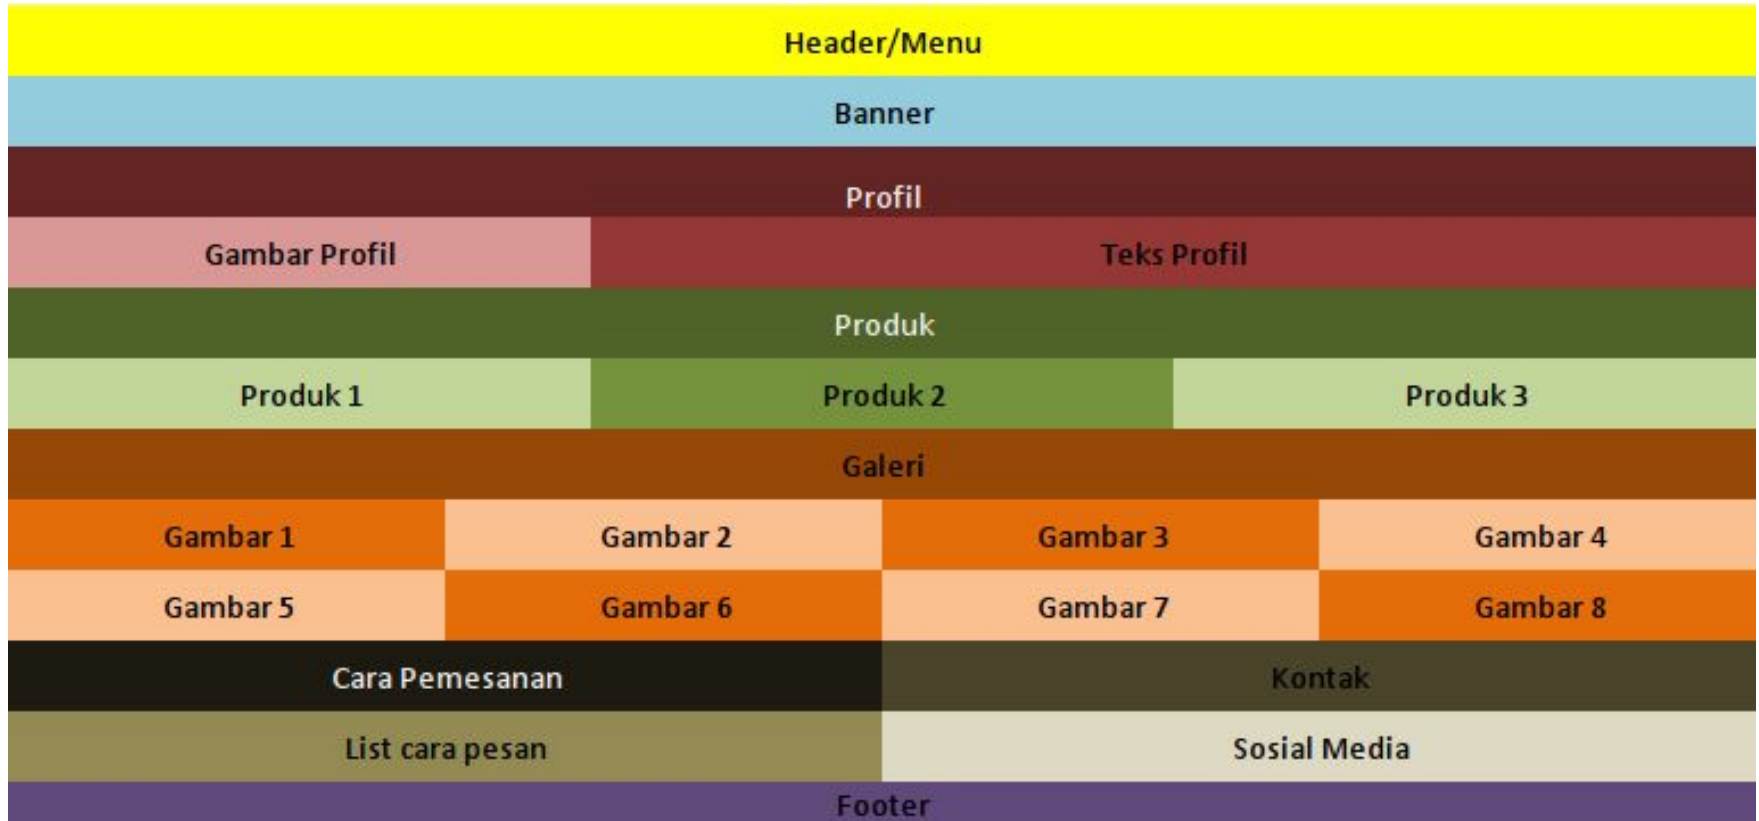 Header/Menu
Banner
Profil
Gambar Profil
Teks Profil
Produk
Produk 1
Produk 2
Produk 3
Galeri
Gambar 1
Gambar 2
Gambar 3
Gambar 4
Gambar 5
Gambar 6
Gambar 7
Gambar 8
Cara Pemesanan
Kontak
List cara pesan
Sosial Media
Footer